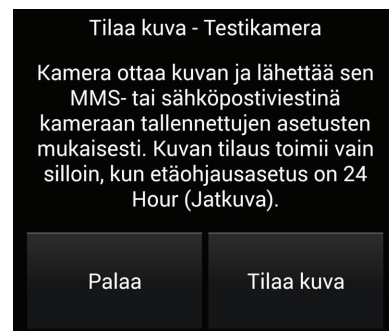 Tilaa kuva - Testikamera
Kamera ottaa kuvan ja lähettää sen
MMS- tai sähköpostiviestinä
kameraan tallennettujen asetusten
mukaisesti. Kuvan tilaus toimii vain
silloin, kun etäohjausasetus on 24
Hour (Jatkuva).
Palaa
Tilaa kuva